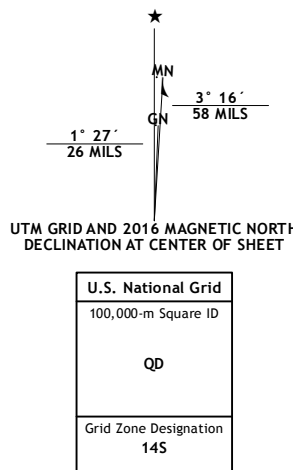 ★
MN
3° 16´
58 MILS
GN
1° 27´
26 MILS
UTM GRID AND 2016 MAGNETIC NORTH
DECLINATION AT CENTER OF SHEET
U.S. National Grid
100,000-m Square ID
QD
Grid Zone Designation
14S